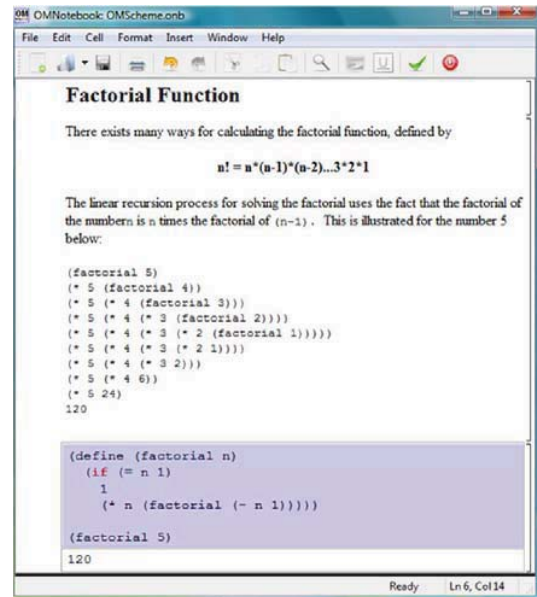 OMNotebook: OMScheme.onb
File Edit Cell Format Insert Window Help
Factorial Function
There exists many ways for calculating the factorial function, defined by
n! = n*(n-1)*(n-2)...3*2*1
The linear recursion process for solving the factorial uses the fact that the factorial of
the numbern is n times the factorial of (n-1) . This is illustrated for the number 5
below:
(factorial 5)
(* 5 (factorial 4))
(* 5 (* 4 (factorial 3)))
(* 5 (* 4 (* 3 (factorial 2))))
(* 5 (* 4 (* 3 (* 2 (factorial 1)))))
(* 5 (* 4 (* 3 (* 2 1))))
(* 5 (* 4 (* 3 2)))
(* 5 (* 4 6))
(* 5 24)
120
(define (factorial n)
(if (= n 1)
1
(* n (factorial (- n 1)))))
(factorial 5)
120
Ready Ln 6, Col 14